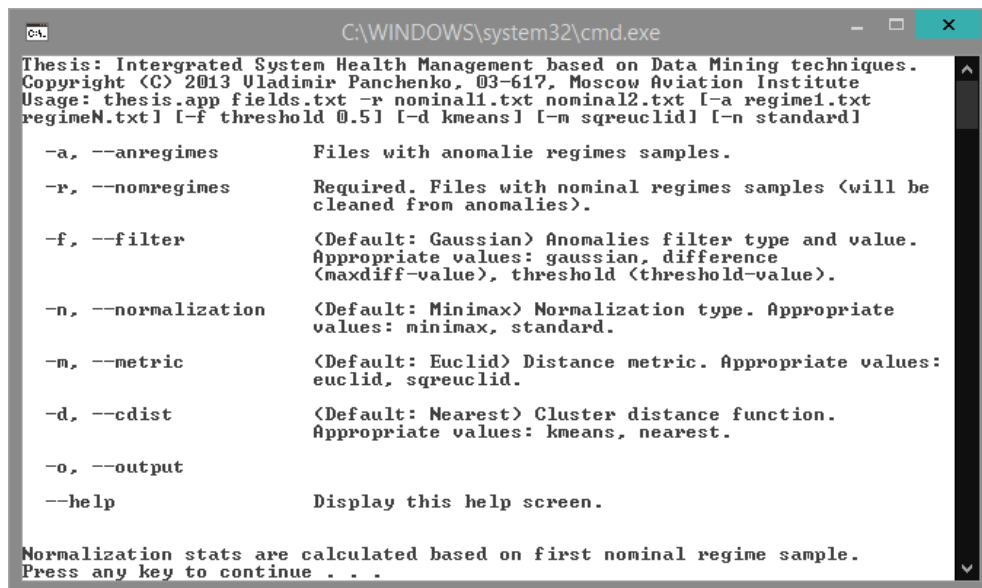 C:\WINDOWS\system32\cmd.exe
Thesis: Intergrated System Health Management based on Data Mining techniques.
Copyright (C) 2013 Vladimir Panchenko, 03-617, Moscow Aviation Institute
Usage: thesis.app fields.txt -r nominal1.txt nominal2.txt [-a regime1.txt
regimeN.txt] [-f threshold 0.5] [-d kmeans] [-m sqreuclid] [-n standard]
-a, --anregimes Files with anomalie regimes samples.
-r, --nomregimes Required. Files with nominal regimes samples (will be
cleaned from anomalies).
-f, --filter (Default: Gaussian) Anomalies filter type and value.
Appropriate values: gaussian, difference
(maxdiff-value), threshold (threshold-value).
-n, --normalization (Default: Minimax) Normalization type. Appropriate
values: minimax, standard.
-m, --metric (Default: Euclid) Distance metric. Appropriate values:
euclid, sqreuclid.
-d, --cdist (Default: Nearest) Cluster distance function.
Appropriate values: kmeans, nearest.
-o, --output
--help Display this help screen.
Normalization stats are calculated based on first nominal regime sample.
Press any key to continue . . .